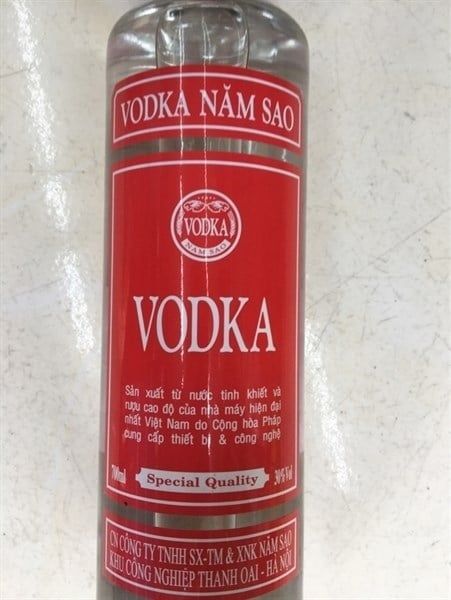 VODKA NĂM SAO
VODKA
NĂM SAO
VODKA
Sản xuất từ nước tinh khiết và
rượu cao độ của nhà máy hiện đại
nhất Việt Nam do Cộng hòa Pháp
cung cấp thiết bị & công nghệ
700ml Special Quality 30%Vol
CN CÔNG TY TNHH SX-TM & XNK NĂM SAO
KHU CÔNG NGHIỆP THANH OAI - HÀ NỘI